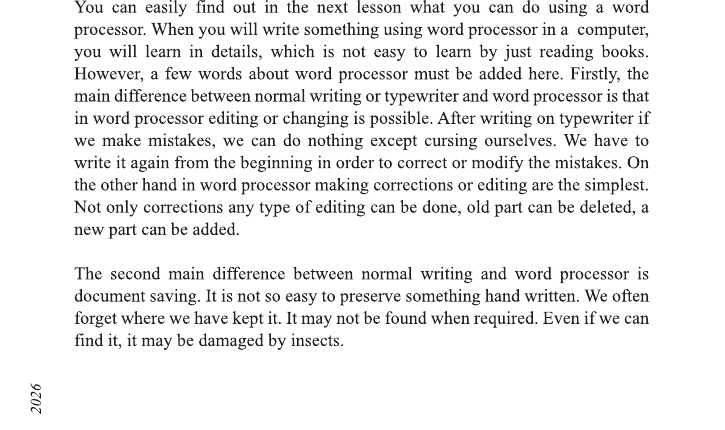 You can easily find out in the next lesson what you can do using a word
processor. When you will write something using word processor in a computer,
you will learn in details, which is not easy to learn by just reading books.
However, a few words about word processor must be added here. Firstly, the
main difference between normal writing or typewriter and word processor is that
in word processor editing or changing is possible. After writing on typewriter if
we make mistakes, we can do nothing except cursing ourselves. We have to
write it again from the beginning in order to correct or modify the mistakes. On
the other hand in word processor making corrections or editing are the simplest.
Not only corrections any type of editing can be done, old part can be deleted, a
new part can be added.
The second main difference between normal writing and word processor is
document saving. It is not so easy to preserve something hand written. We often
forget where we have kept it. It may not be found when required. Even if we can
find it, it may be damaged by insects.
2026